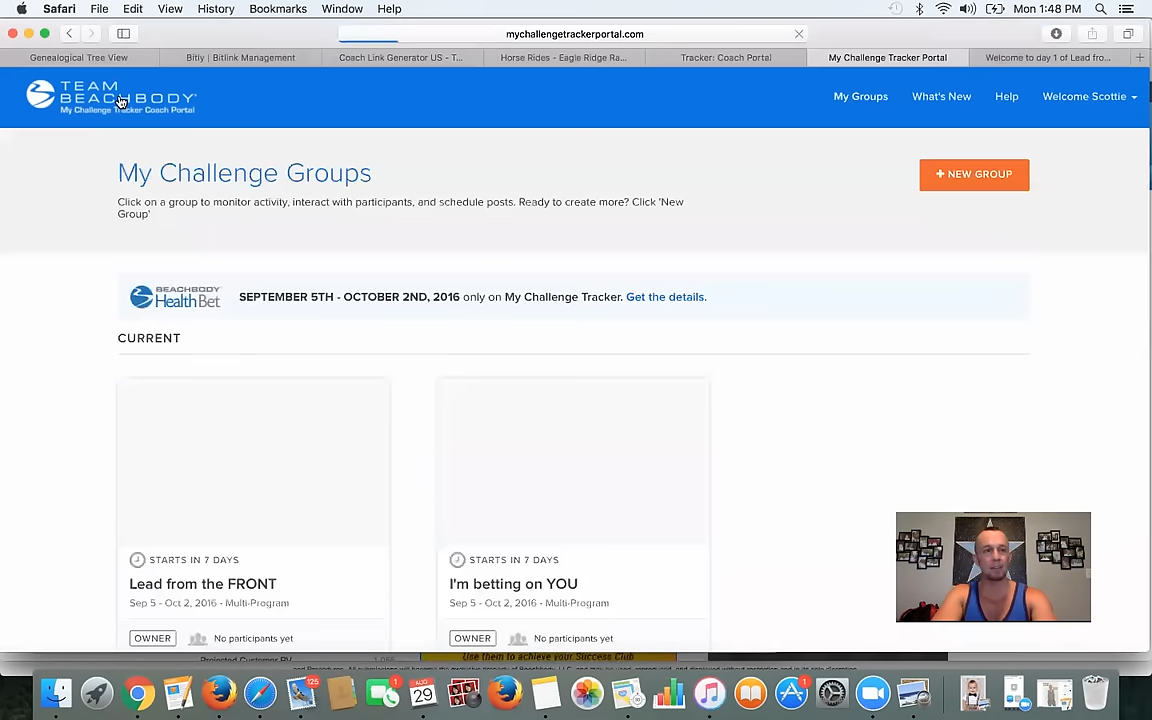 Safari File Edit View History Bookmarks Window Help Mon 1:48 PM
mychallengetrackerportal.com
Genealogical Tree View Bitly | Bitlink Management Coach Link Generator US - T... Horse Rides - Eagle Ridge Ra... Tracker: Coach Portal My Challenge Tracker Portal Welcome to day 1 of Lead fro...
TEAM
BEACHBODY
My Challenge Tracker Coach Portal
My Groups What's New Help Welcome Scottie
My Challenge Groups
+ NEW GROUP
Click on a group to monitor activity, interact with participants, and schedule posts. Ready to create more? Click 'New
Group'
BEACHBODY
HealthBet
SEPTEMBER 5TH - OCTOBER 2ND, 2016 only on My Challenge Tracker. Get the details.
CURRENT
STARTS IN 7 DAYS STARTS IN 7 DAYS
Lead from the FRONT I'm betting on YOU
Sep 5 - Oct 2, 2016 - Multi-Program Sep 5 - Oct 2, 2016 - Multi-Program
OWNER No participants yet OWNER No participants yet
Projected Customer PV
Use them to achieve your Success Club
125
1
AUG
29
1